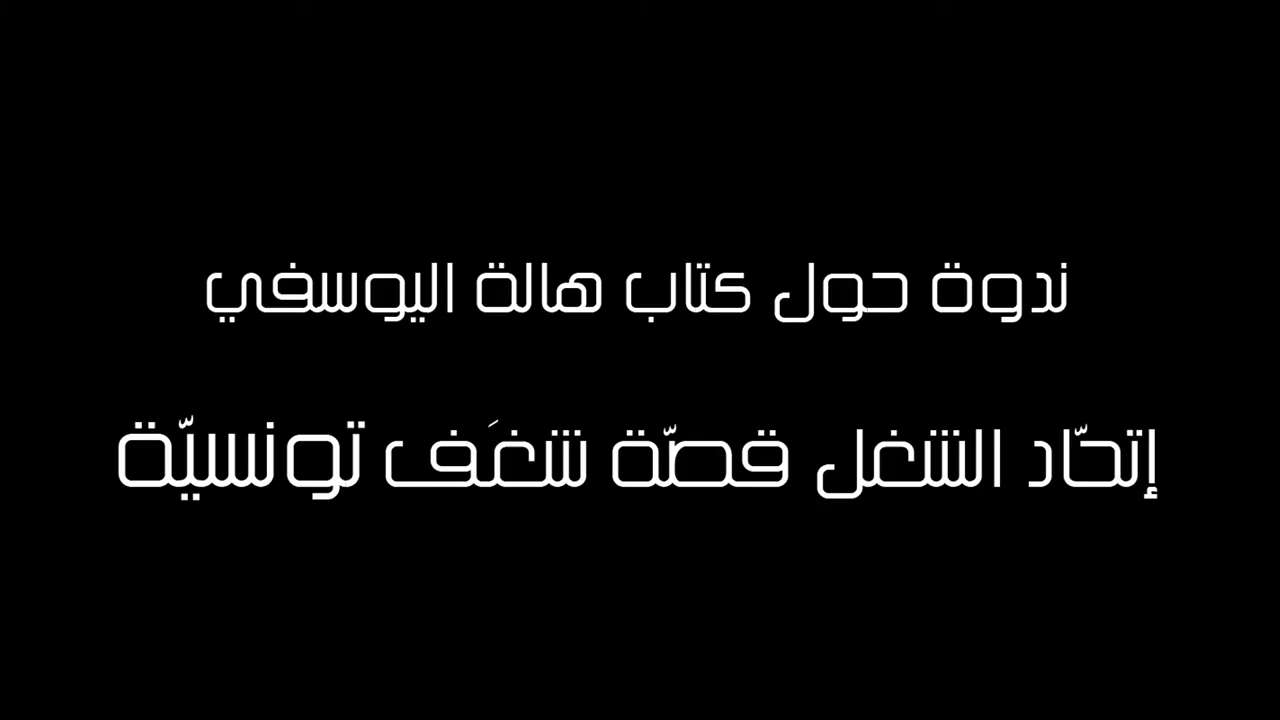 ندوة حول كتاب هالة اليوسفي
إتحّاد الشغل قصّة شغَف تونسيّة